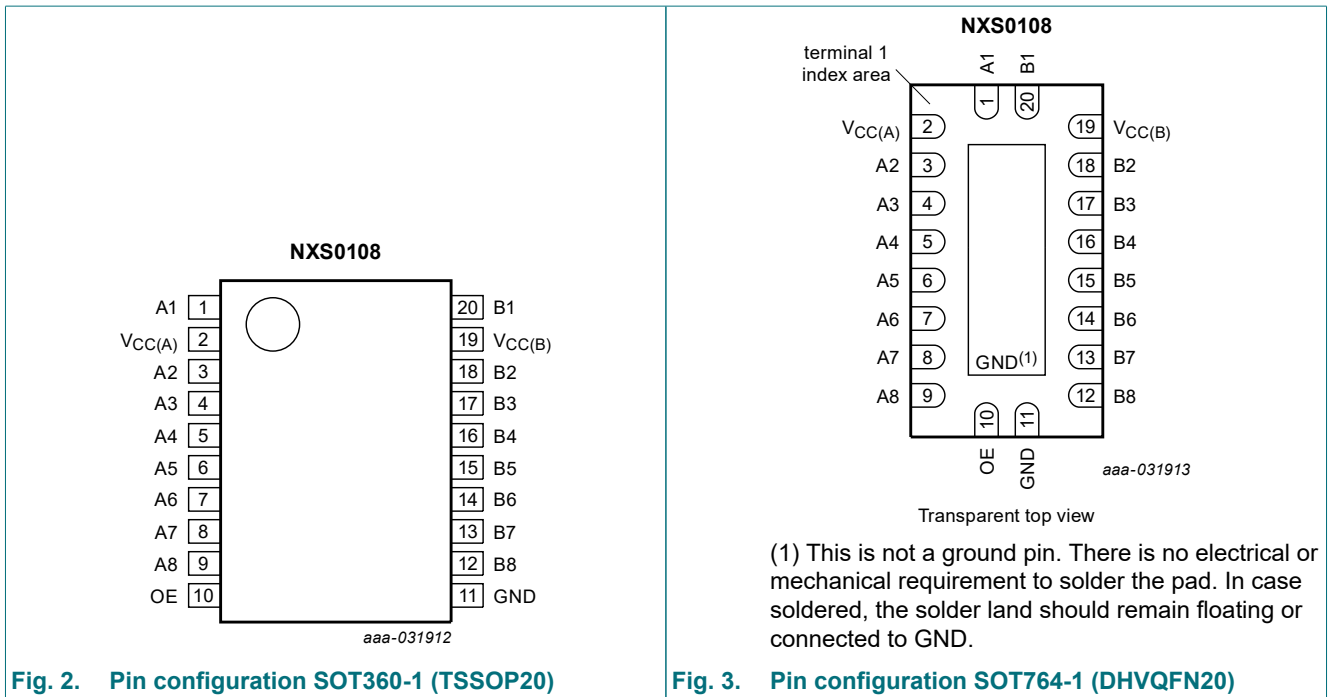 NXS0108
A1 1
VCC(A) 2
A2 3
A3 4
A4 5
A5 6
A6 7
A7 8
A8 9
OE 10
20 B1
19 VCC(B)
18 B2
17 B3
16 B4
15 B5
14 B6
13 B7
12 B8
11 GND
aaa-031912
Fig. 2. Pin configuration SOT360-1 (TSSOP20)
NXS0108
terminal 1
index area
A1
B1
1
20
VCC(A) 2
A2 3
A3 4
A4 5
A5 6
A6 7
A7 8
A8 9
19 VCC(B)
18 B2
17 B3
16 B4
15 B5
14 B6
13 B7
12 B8
GND(1)
10
11
OE
GND
aaa-031913
Transparent top view
(1) This is not a ground pin. There is no electrical or
mechanical requirement to solder the pad. In case
soldered, the solder land should remain floating or
connected to GND.
Fig. 3. Pin configuration SOT764-1 (DHVQFN20)